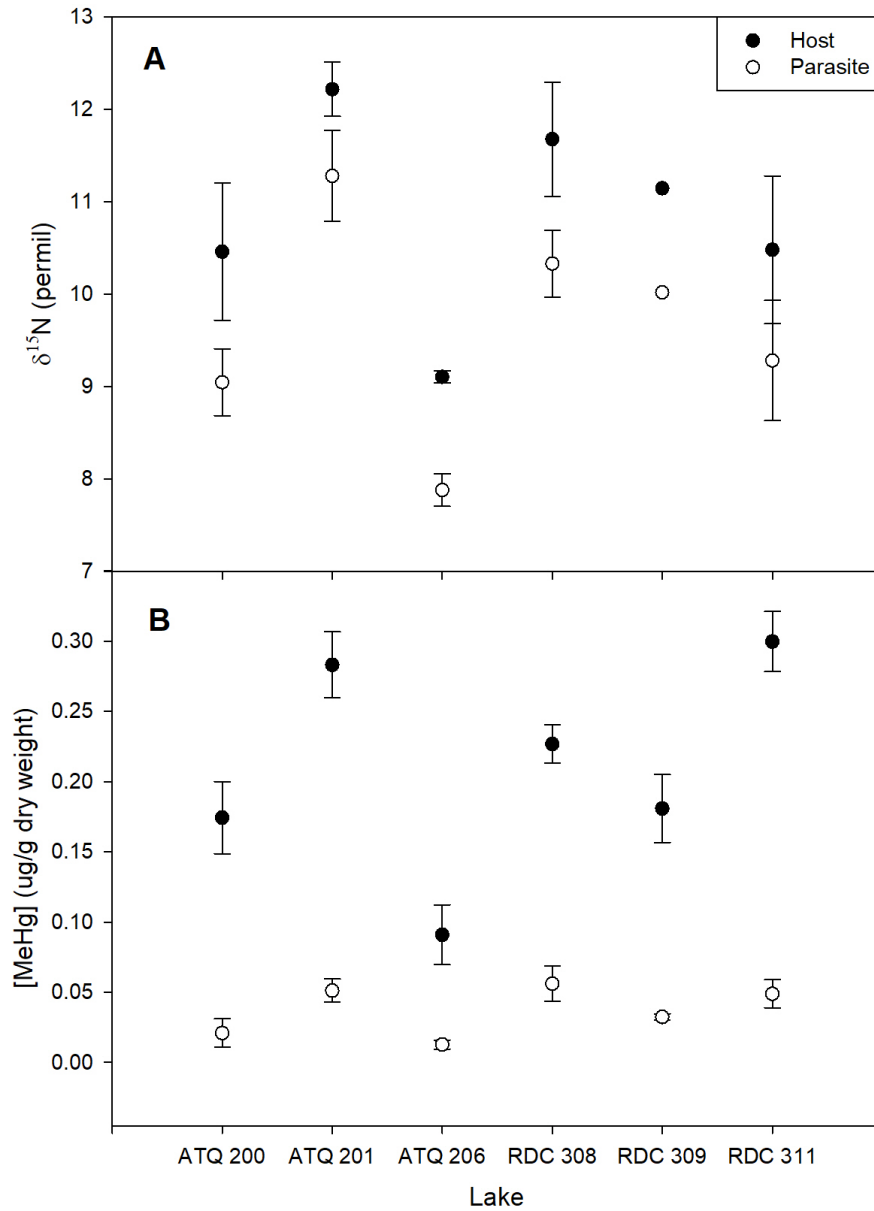 A
Host
Parasite
13
12
11
10
9
8
7
δ15N (permil)
B
0.30
0.25
0.20
0.15
0.10
0.05
0.00
[MeHg] (ug/g dry weight)
ATQ 200 ATQ 201 ATQ 206 RDC 308 RDC 309 RDC 311
Lake